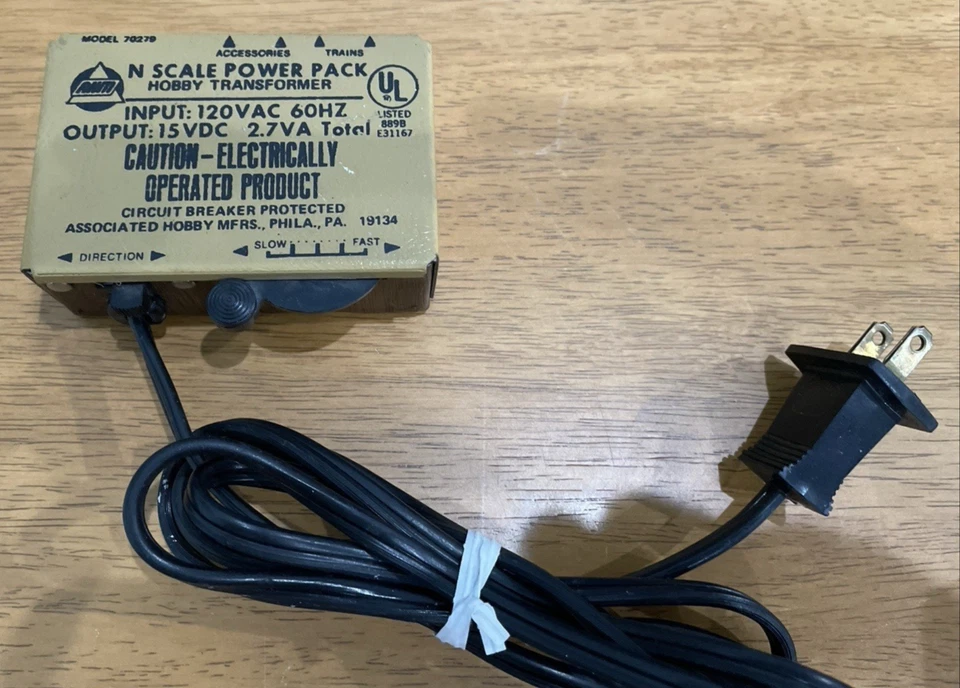 MODEL 70279
ACCESSORIES TRAINS
N SCALE POWER PACK
HOBBY TRANSFORMER
UL
LISTED
889B
E31167
INPUT: 120VAC 60HZ
OUTPUT: 15VDC 2.7VA Total
CAUTION-ELECTRICALLY
OPERATED PRODUCT
CIRCUIT BREAKER PROTECTED
ASSOCIATED HOBBY MFRS., PHILA., PA. 19134
DIRECTION
SLOW FAST